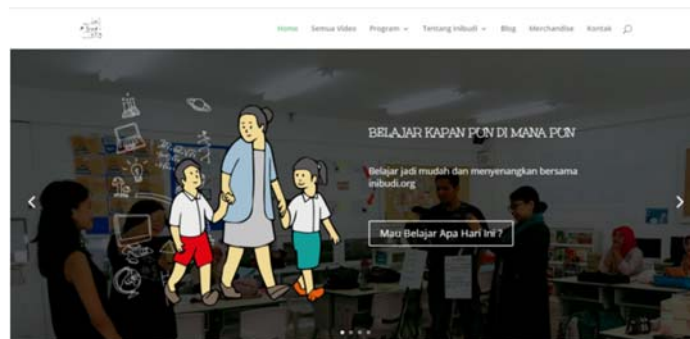 Home Semua Video Program Tentang inibudi Blog Merchandise Kontak
BELAJAR KAPAN PUN DI MANA PUN
Belajar jadi mudah dan menyenangkan bersama
inibudi.org
Mau Belajar Apa Hari Ini ?